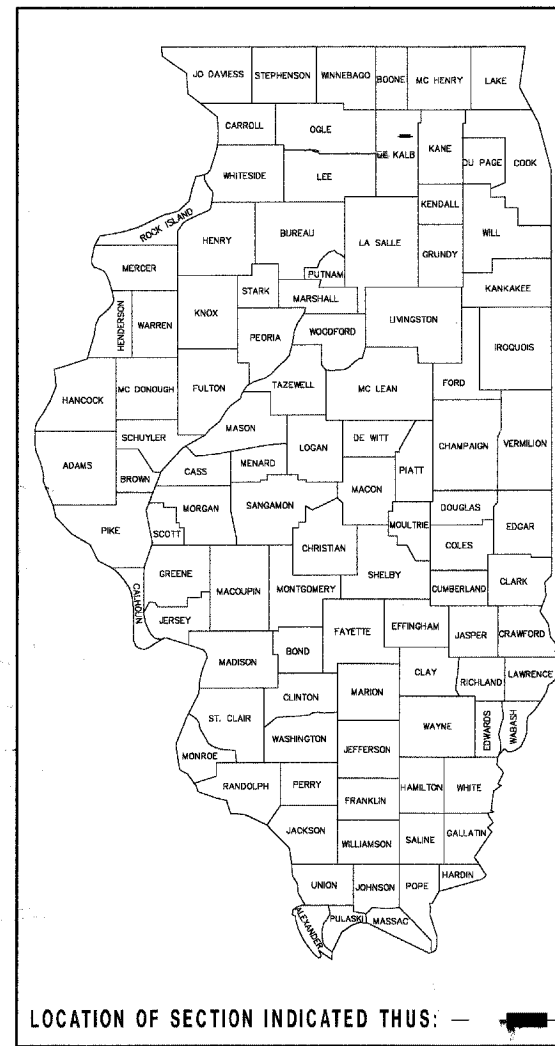 JO DAVIESS STEPHENSON WINNEBAGO BOONE MC HENRY LAKE
CARROLL OGLE DE KALB KANE DU PAGE COOK
WHITESIDE LEE
KENDALL
ROCK ISLAND HENRY BUREAU LA SALLE GRUNDY WILL
MERCER PUTNAM KANKAKEE
HENDERSON WARREN KNOX STARK MARSHALL LIVINGSTON
PEORIA WOODFORD IROQUOIS
HANCOCK MC DONOUGH FULTON TAZEWELL MC LEAN FORD
MASON
SCHUYLER LOGAN DE WITT CHAMPAIGN VERMILION
ADAMS BROWN CASS MENARD PIATT
MACON
MORGAN SANGAMON DOUGLAS
PIKE SCOTT MOULTRIE EDGAR
CHRISTIAN COLES
GREENE SHELBY
CALHOUN MACOUPIN MONTGOMERY CUMBERLAND CLARK
JERSEY
FAYETTE EFFINGHAM JASPER CRAWFORD
MADISON BOND
CLAY RICHLAND LAWRENCE
CLINTON MARION
ST. CLAIR WAYNE EDWARDS WABASH
WASHINGTON JEFFERSON
MONROE
RANDOLPH PERRY HAMILTON WHITE
FRANKLIN
JACKSON WILLIAMSON SALINE GALLATIN
HARDIN
UNION JOHNSON POPE
ALEXANDER PULASKI MASSAC
LOCATION OF SECTION INDICATED THUS: —